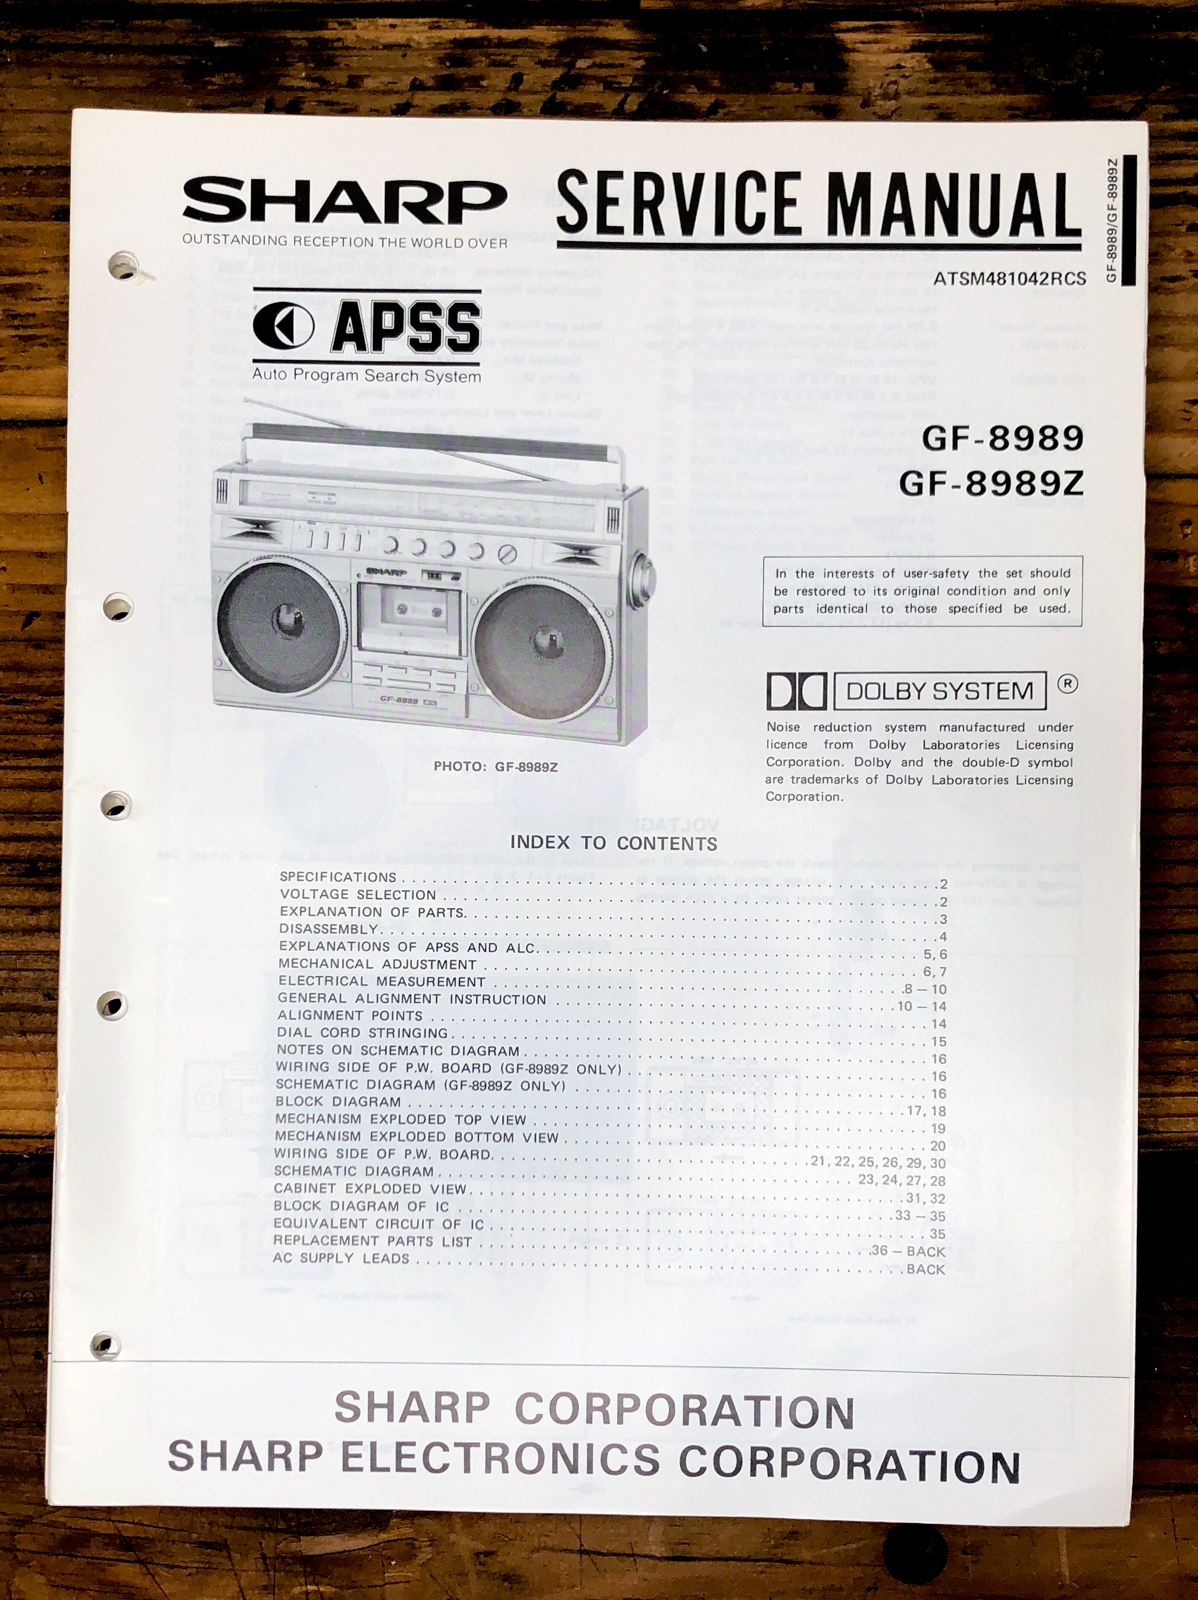 SHARP
OUTSTANDING RECEPTION THE WORLD OVER
SERVICE MANUAL
ATSM481042RCS
GF-8989/GF-8989Z
APSS
Auto Program Search System
GF-8989
GF-8989Z
In the interests of user-safety the set should
be restored to its original condition and only
parts identical to those specified be used.
SHARP
GF-8989
DOLBY SYSTEM ®
Noise reduction system manufactured under
licence from Dolby Laboratories Licensing
Corporation. Dolby and the double-D symbol
are trademarks of Dolby Laboratories Licensing
Corporation.
PHOTO: GF-8989Z
INDEX TO CONTENTS
SPECIFICATIONS . . . 2
VOLTAGE SELECTION . . . 2
EXPLANATION OF PARTS. . . . 3
DISASSEMBLY. . . . 4
EXPLANATIONS OF APSS AND ALC. . . . 5, 6
MECHANICAL ADJUSTMENT . . . 6, 7
ELECTRICAL MEASUREMENT . . . 8 – 10
GENERAL ALIGNMENT INSTRUCTION . . . 10 – 14
ALIGNMENT POINTS . . . 14
DIAL CORD STRINGING. . . . 15
NOTES ON SCHEMATIC DIAGRAM . . . 16
WIRING SIDE OF P.W. BOARD (GF-8989Z ONLY) . . . 16
SCHEMATIC DIAGRAM (GF-8989Z ONLY) . . . 16
BLOCK DIAGRAM . . . 17, 18
MECHANISM EXPLODED TOP VIEW . . . 19
MECHANISM EXPLODED BOTTOM VIEW . . . 20
WIRING SIDE OF P.W. BOARD. . . . 21, 22, 25, 26, 29, 30
SCHEMATIC DIAGRAM . . . 23, 24, 27, 28
CABINET EXPLODED VIEW. . . . 31, 32
BLOCK DIAGRAM OF IC . . . 33 – 35
EQUIVALENT CIRCUIT OF IC . . . 35
REPLACEMENT PARTS LIST . . . 36 – BACK
AC SUPPLY LEADS . . . BACK
SHARP CORPORATION
SHARP ELECTRONICS CORPORATION